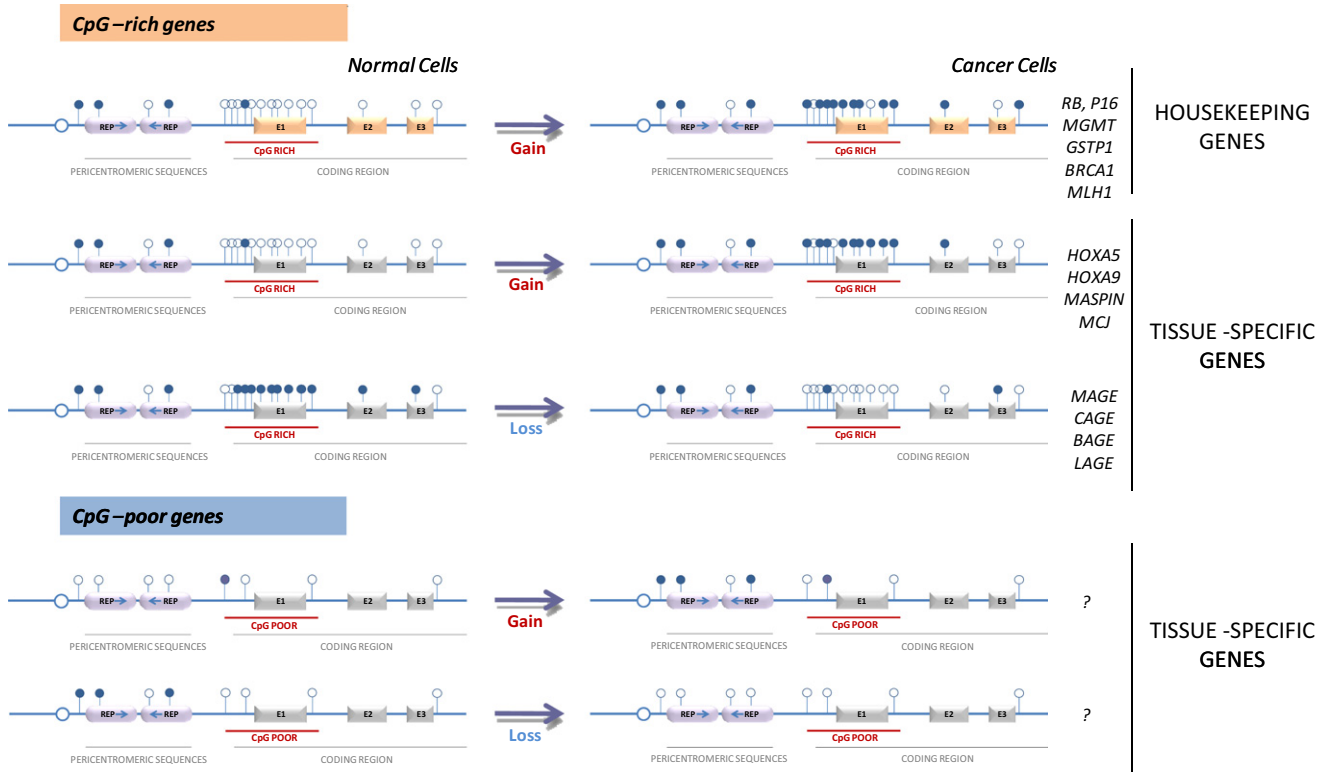 CpG –rich genes
Normal Cells
Cancer Cells
REP REP E1 E2 E3
CpG RICH
PERICENTROMERIC SEQUENCES CODING REGION
Gain
REP REP E1 E2 E3
CpG RICH
PERICENTROMERIC SEQUENCES CODING REGION
RB, P16
MGMT
GSTP1
BRCA1
MLH1
HOUSEKEEPING
GENES
REP REP E1 E2 E3
CpG RICH
PERICENTROMERIC SEQUENCES CODING REGION
Gain
REP REP E1 E2 E3
CpG RICH
PERICENTROMERIC SEQUENCES CODING REGION
HOXA5
HOXA9
MASPIN
MCJ
TISSUE -SPECIFIC
GENES
REP REP E1 E2 E3
CpG RICH
PERICENTROMERIC SEQUENCES CODING REGION
Loss
REP REP E1 E2 E3
CpG RICH
PERICENTROMERIC SEQUENCES CODING REGION
MAGE
CAGE
BAGE
LAGE
CpG –poor genes
REP REP E1 E2 E3
CpG POOR
PERICENTROMERIC SEQUENCES CODING REGION
Gain
REP REP E1 E2 E3
CpG POOR
PERICENTROMERIC SEQUENCES CODING REGION
?
TISSUE -SPECIFIC
GENES
REP REP E1 E2 E3
CpG POOR
PERICENTROMERIC SEQUENCES CODING REGION
Loss
REP REP E1 E2 E3
CpG POOR
PERICENTROMERIC SEQUENCES CODING REGION
?